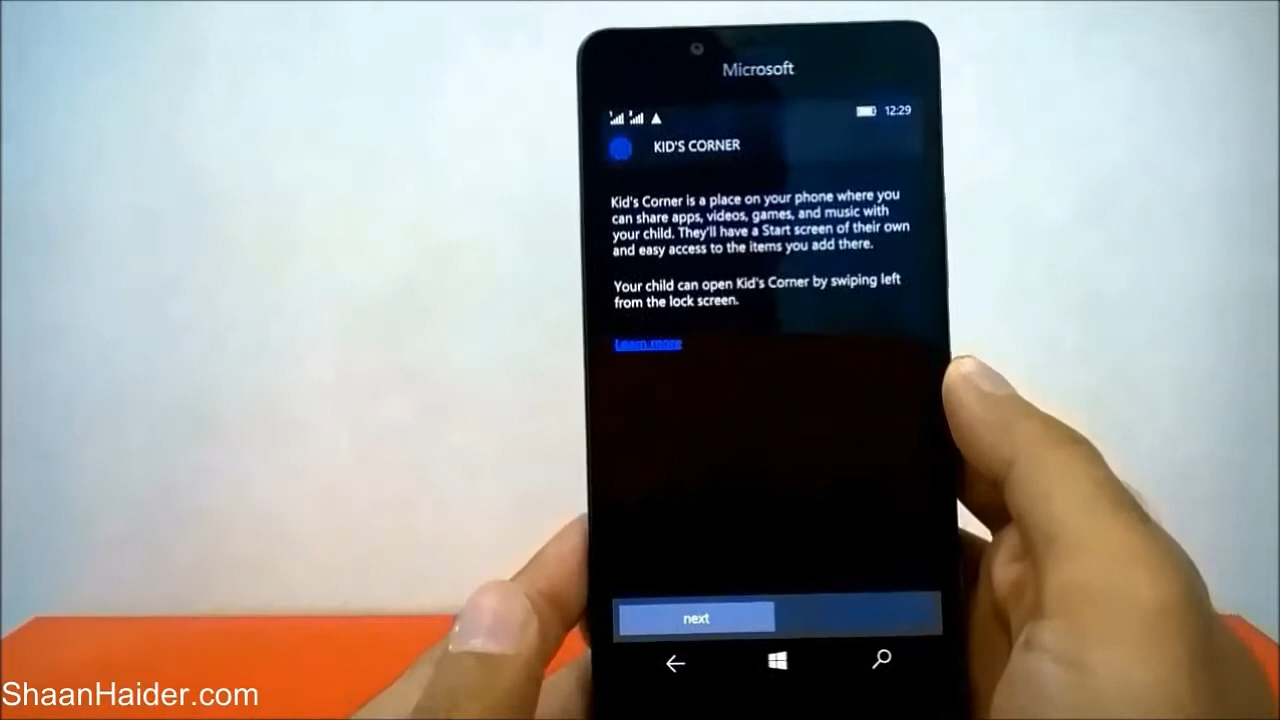 Microsoft
12:29
KID'S CORNER
Kid's Corner is a place on your phone where you
can share apps, videos, games, and music with
your child. They'll have a Start screen of their own
and easy access to the items you add there.
Your child can open Kid's Corner by swiping left
from the lock screen.
Learn more
next
ShaanHaider.com